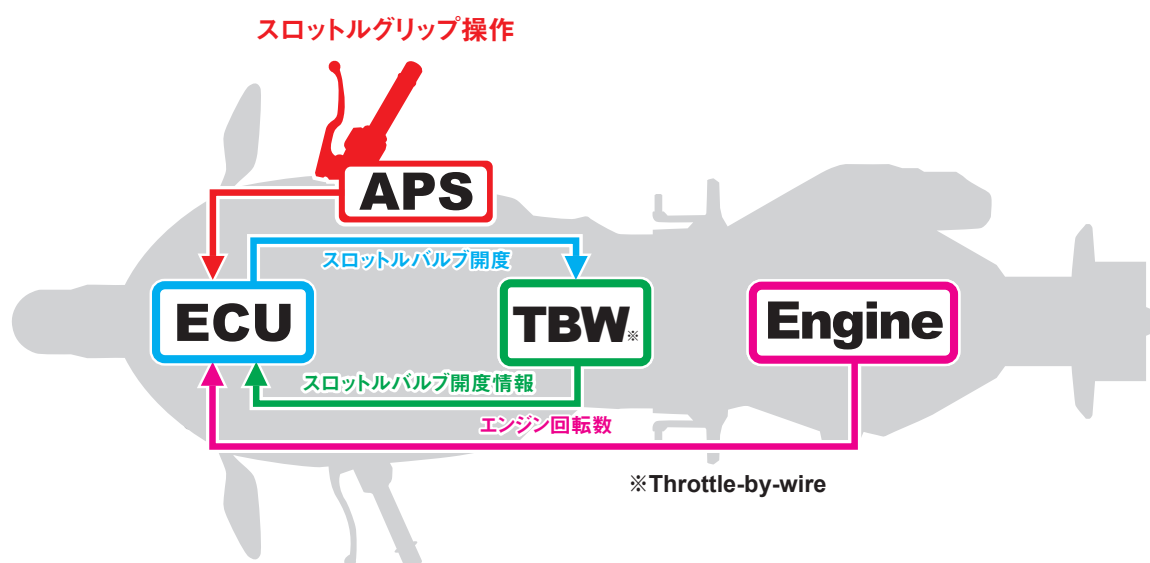 スロットルグリップ操作
APS
スロットルバルブ開度
ECU
TBW※
Engine
スロットルバルブ開度情報
エンジン回転数
※Throttle-by-wire